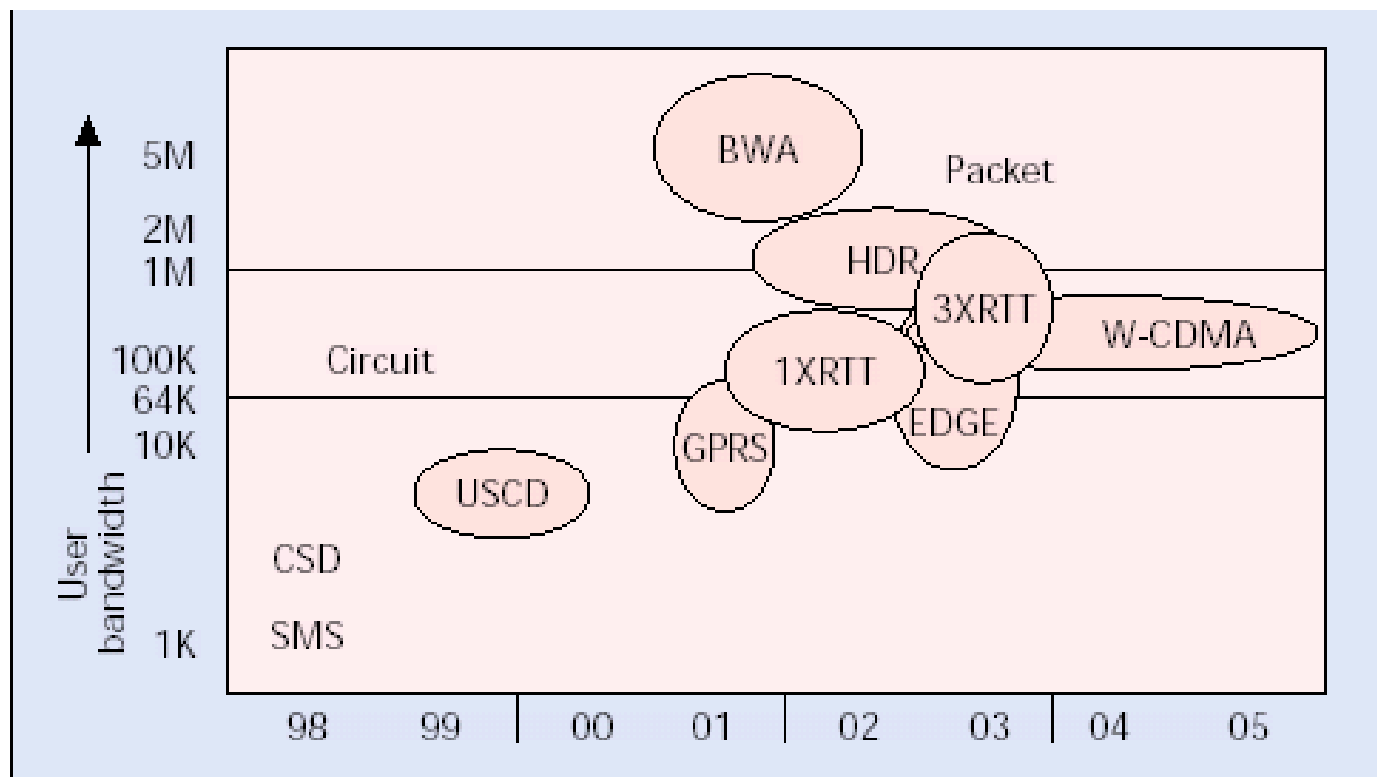 BWA
5M
Packet
2M
HDR
1M
3XRTT
W-CDMA
100K
Circuit
1XRTT
64K
EDGE
10K
GPRS
USCD
CSD
User
bandwidth
SMS
1K
98 99 00 01 02 03 04 05